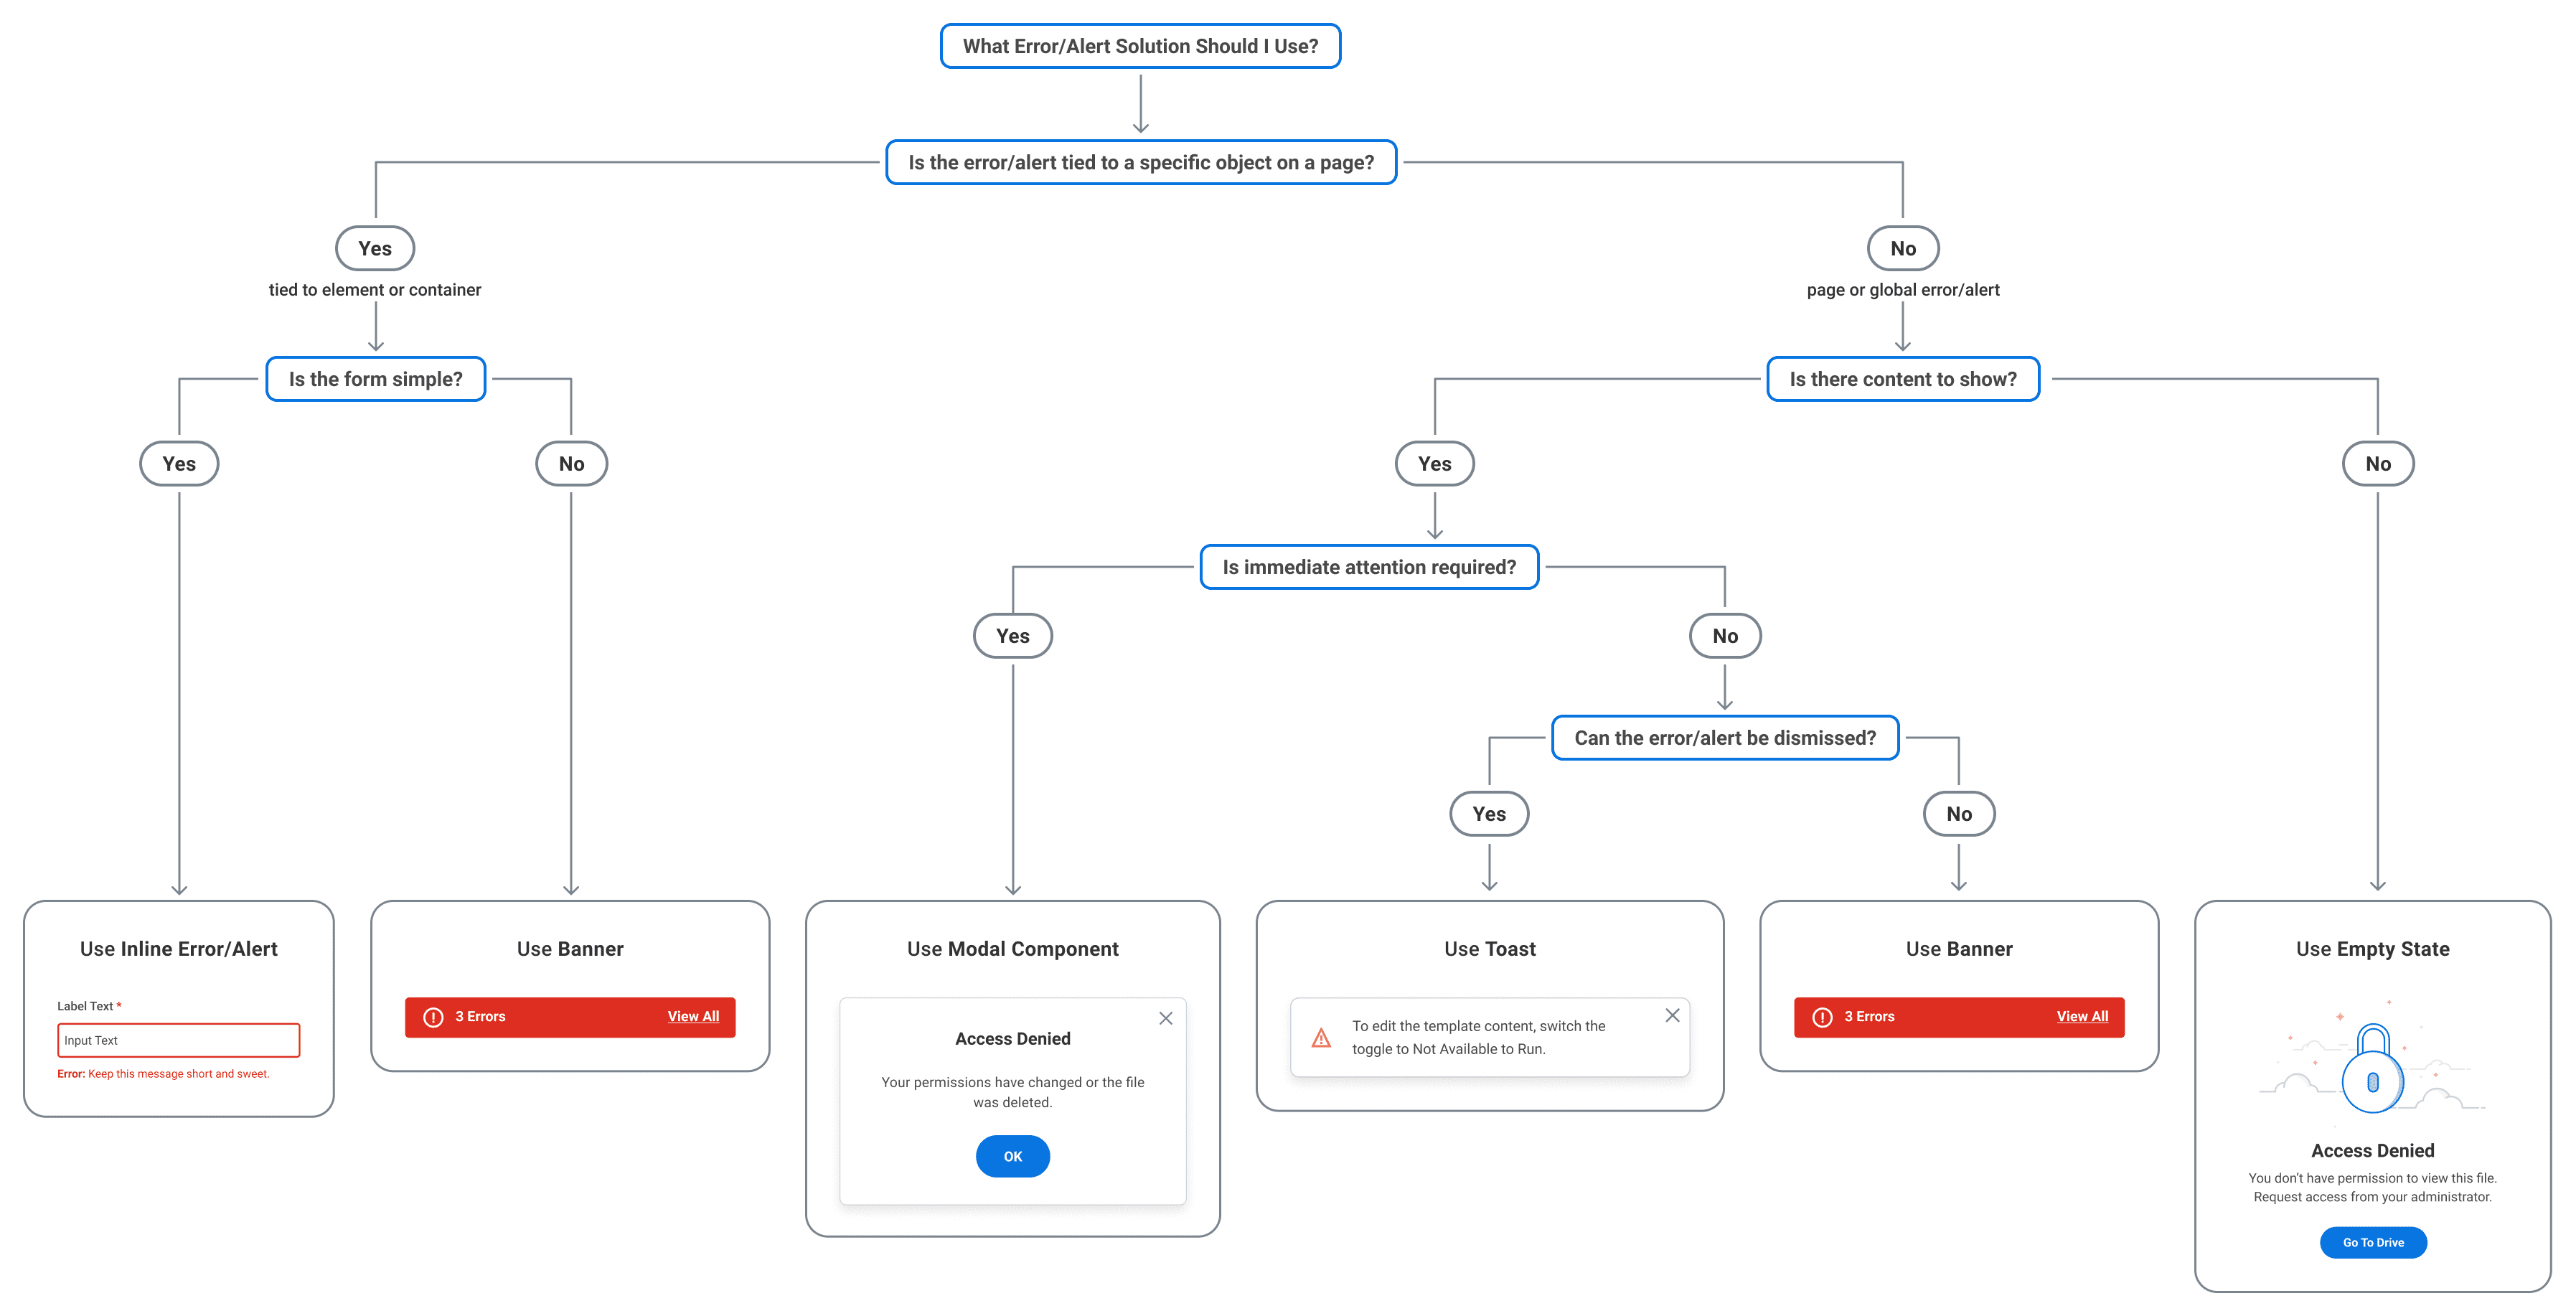 What Error/Alert Solution Should I Use?
Is the error/alert tied to a specific object on a page?
Yes
tied to element or container
No
page or global error/alert
Is the form simple?
Is there content to show?
Yes
No
Yes
No
Is immediate attention required?
Yes
No
Can the error/alert be dismissed?
Yes
No
Use Inline Error/Alert
Label Text *
Input Text
Error: Keep this message short and sweet.
Use Banner
3 Errors
View All
Use Modal Component
Access Denied
Your permissions have changed or the file
was deleted.
OK
Use Toast
To edit the template content, switch the
toggle to Not Available to Run.
Use Banner
3 Errors
View All
Use Empty State
Access Denied
You don't have permission to view this file.
Request access from your administrator.
Go To Drive